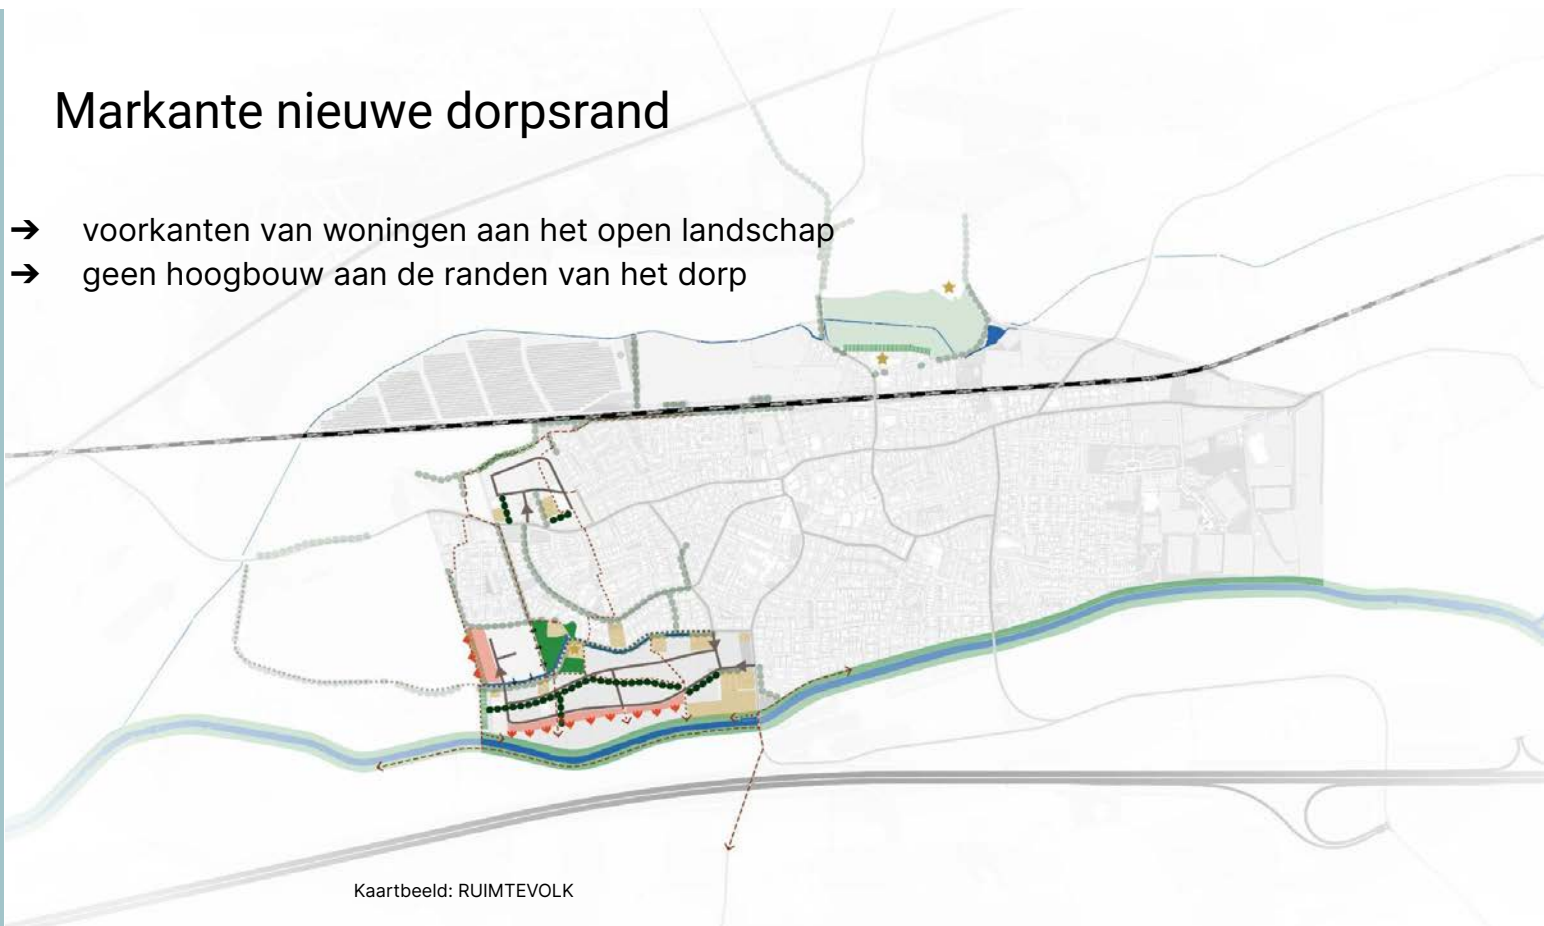 Markante nieuwe dorpsrand
➔ voorkanten van woningen aan het open landschap
➔ geen hoogbouw aan de randen van het dorp
Kaartbeeld: RUIMTEVOLK